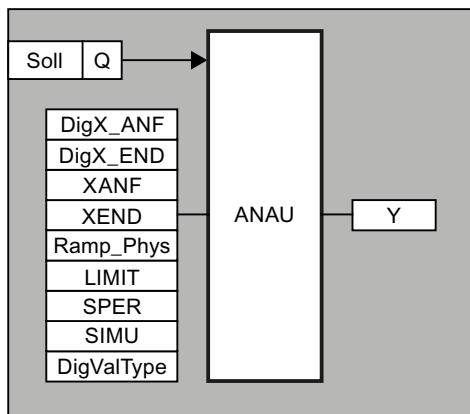 Soll Q
DigX_ANF
DigX_END
XANF
XEND
Ramp_Phys
LIMIT
SPER
SIMU
DigValType
ANAU
Y